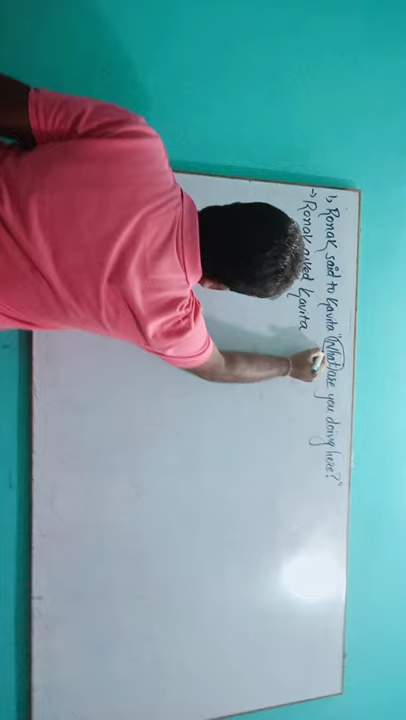 1, Ronak said to Kavita "What are you doing here?"
→ Ronak asked Kavita